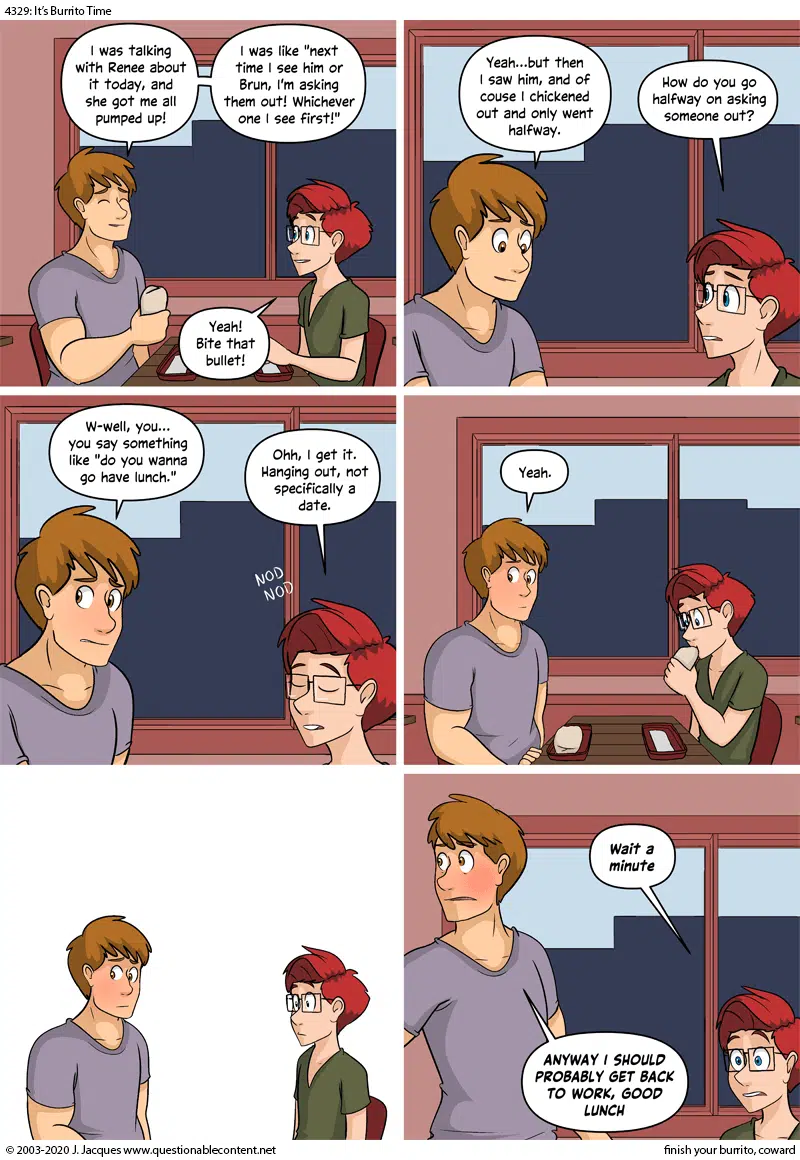 4329: It's Burrito Time
I was talking
with Renee about
it today, and
she got me all
pumped up!
I was like "next
time I see him or
Brun, I'm asking
them out! Whichever
one I see first!"
Yeah!
Bite that
bullet!
Yeah...but then
I saw him, and of
couse I chickened
out and only went
halfway.
How do you go
halfway on asking
someone out?
W-well, you...
you say something
like "do you wanna
go have lunch."
Ohh, I get it.
Hanging out, not
specifically a
date.
NOD
NOD
Yeah.
Wait a
minute
ANYWAY I SHOULD
PROBABLY GET BACK
TO WORK, GOOD
LUNCH
© 2003-2020 J. Jacques www.questionablecontent.net
finish your burrito, coward